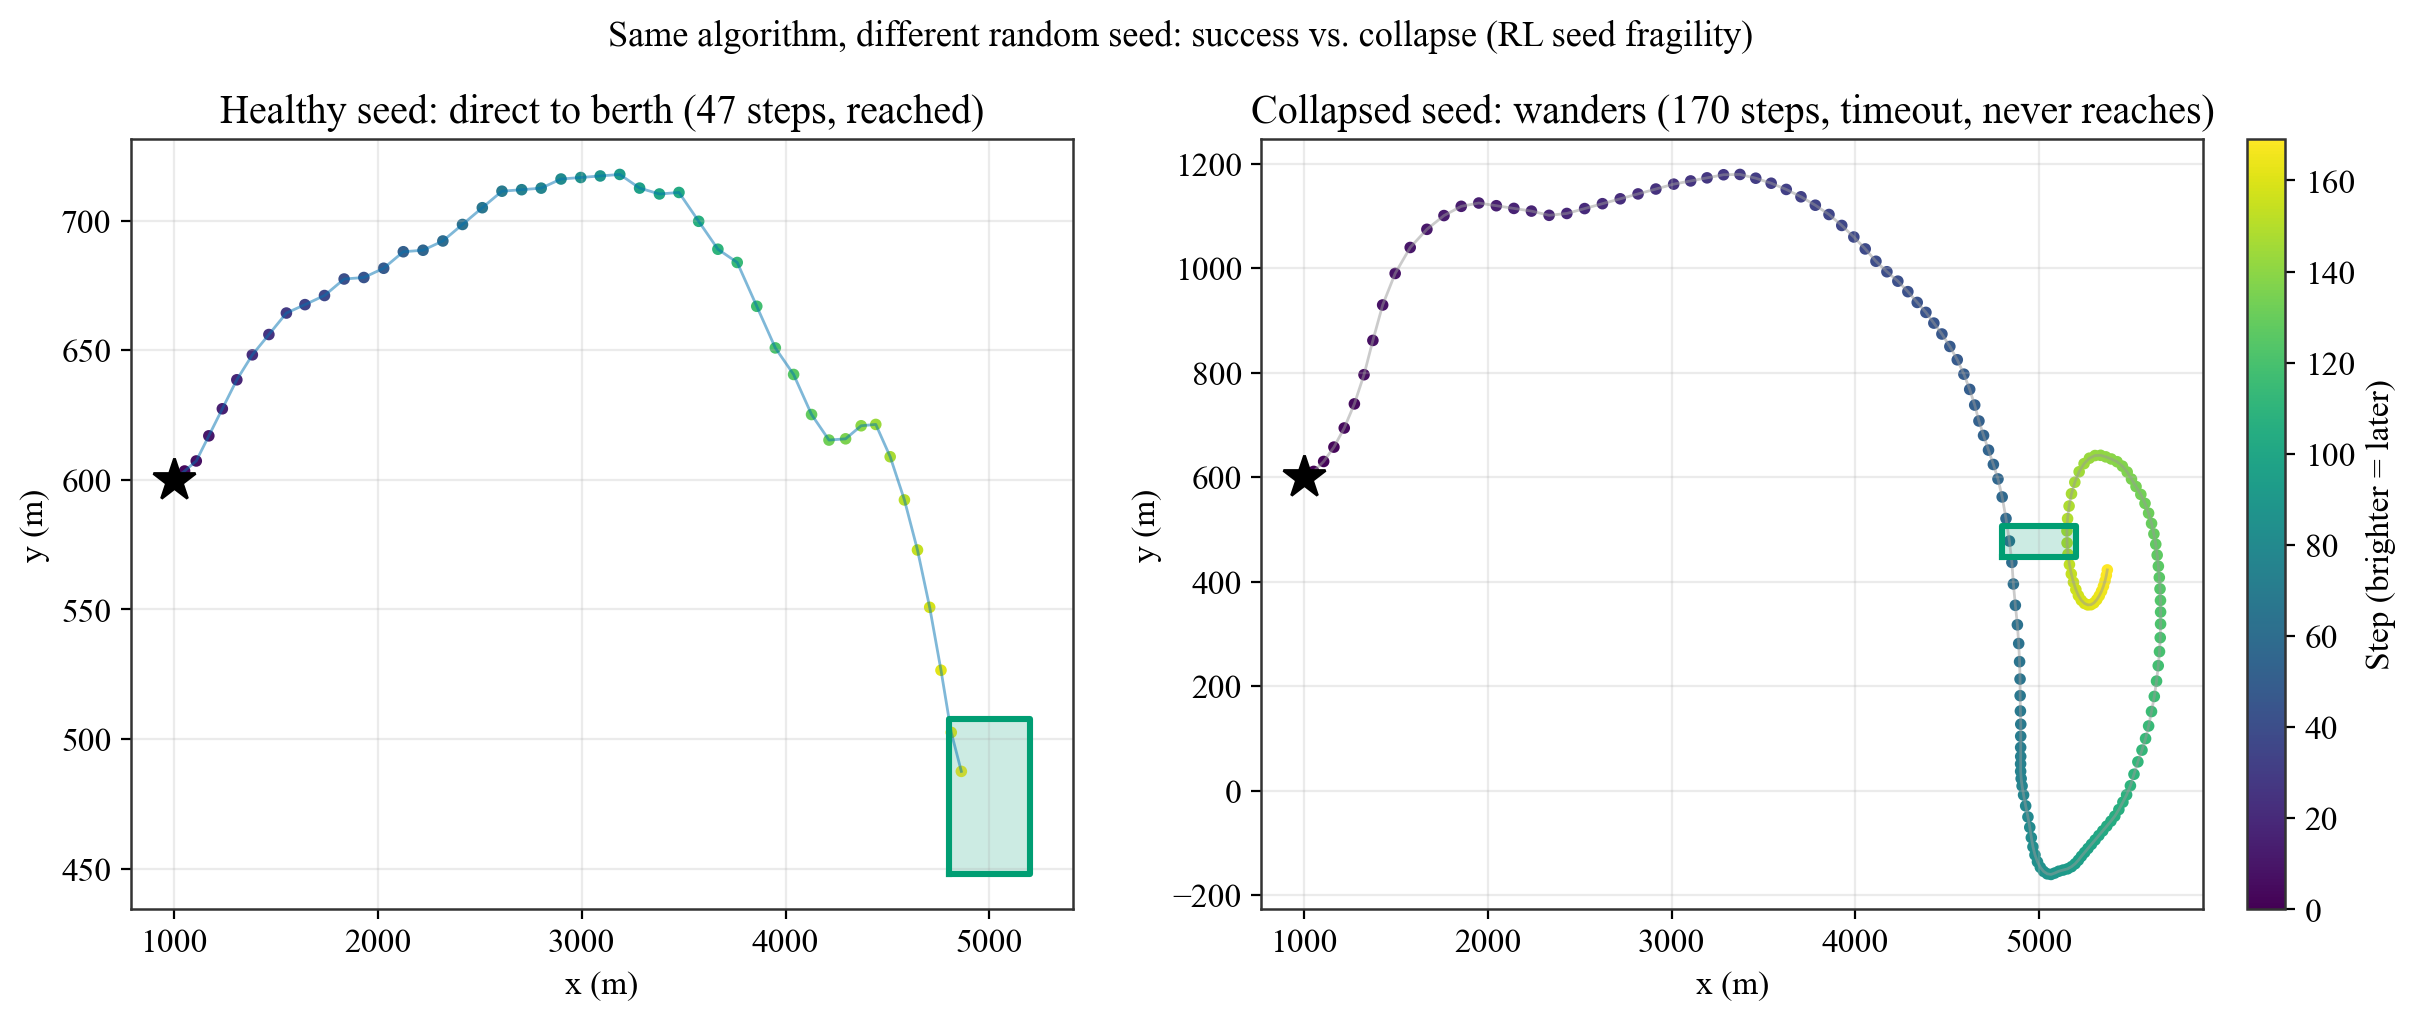 Same algorithm, different random seed: success vs. collapse (RL seed fragility)
Healthy seed: direct to berth (47 steps, reached)
700
650
600
550
500
450
y (m)
1000 2000 3000 4000 5000
x (m)
Collapsed seed: wanders (170 steps, timeout, never reaches)
1200
1000
800
600
400
200
0
−200
y (m)
1000 2000 3000 4000 5000
x (m)
160
140
120
100
80
60
40
20
0
Step (brighter = later)